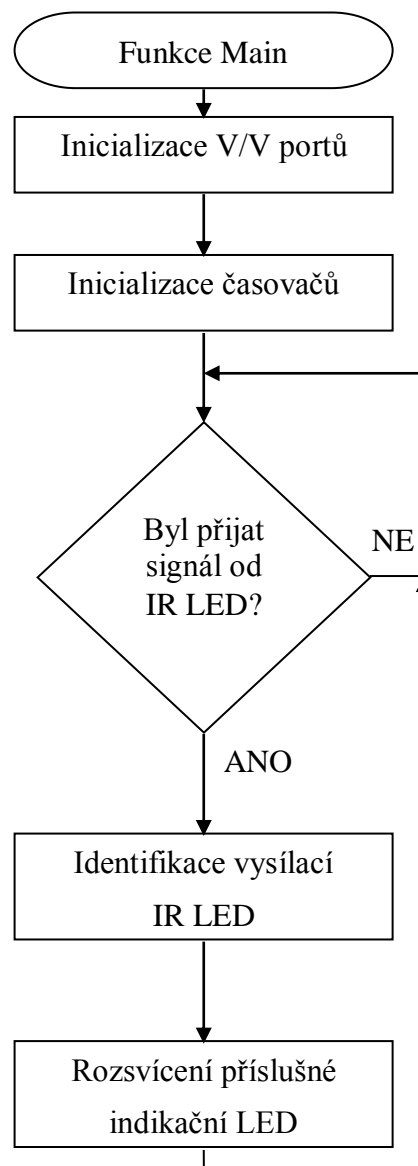 Funkce Main
Inicializace V/V portů
Inicializace časovačů
Byl přijat
signál od
IR LED?
NE
ANO
Identifikace vysílací
IR LED
Rozsvícení příslušné
indikační LED